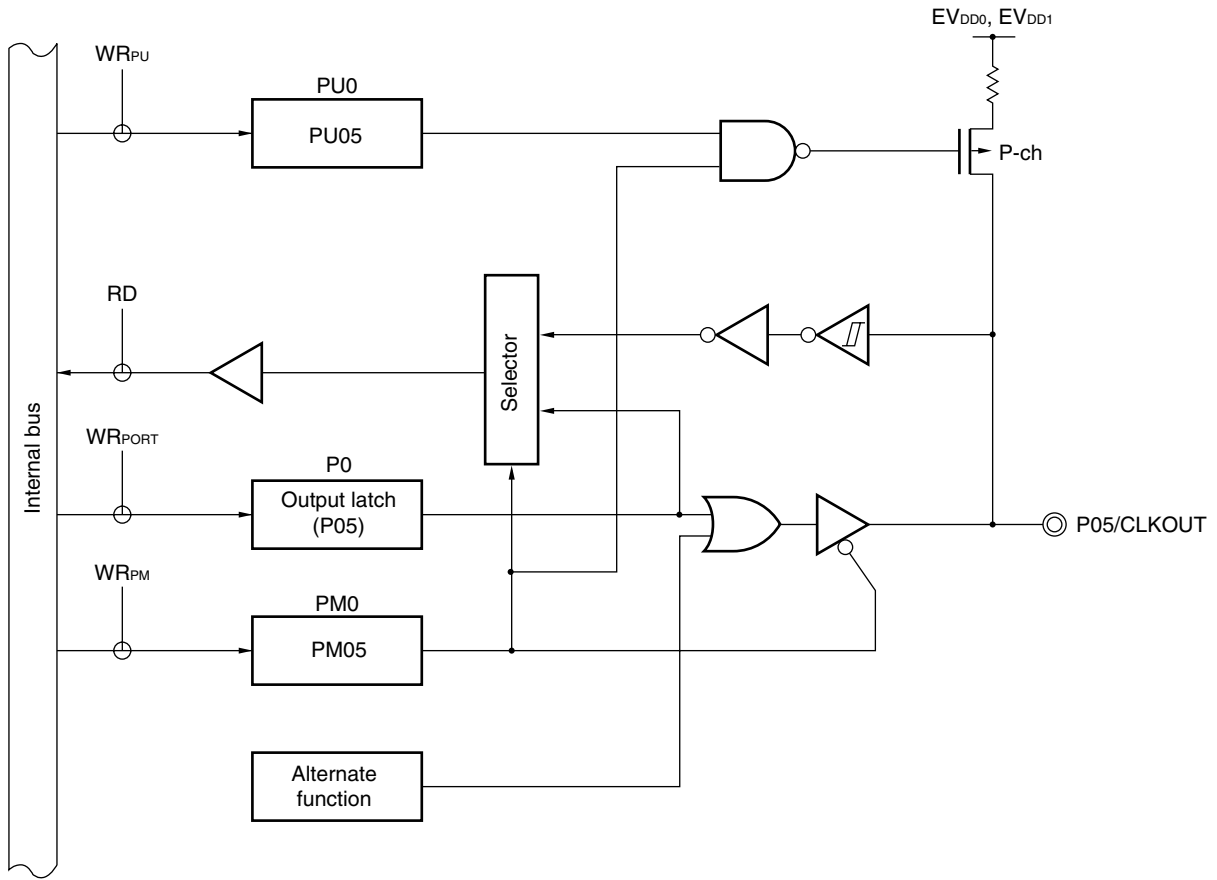 EVDD0, EVDD1
WRPU
PU0
PU05
P-ch
RD
Selector
Internal bus
WRPORT
P0
Output latch
(P05)
P05/CLKOUT
WRPM
PM0
PM05
Alternate
function